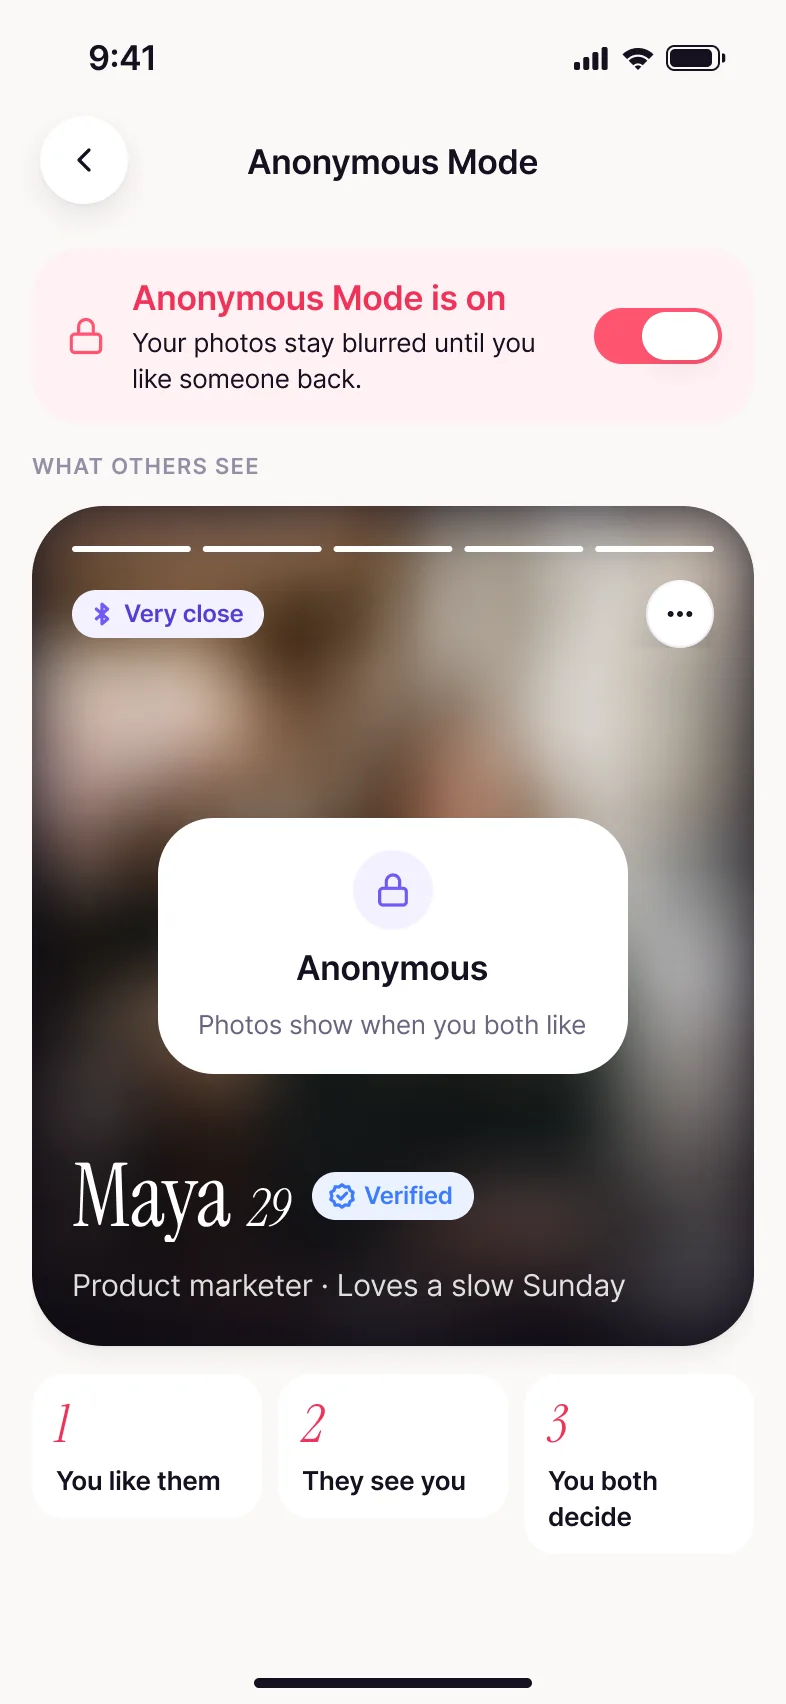 9:41
Anonymous Mode
Anonymous Mode is on
Your photos stay blurred until you
like someone back.
WHAT OTHERS SEE
Very close
Anonymous
Photos show when you both like
Maya 29
Verified
Product marketer · Loves a slow Sunday
1
You like them
2
They see you
3
You both
decide